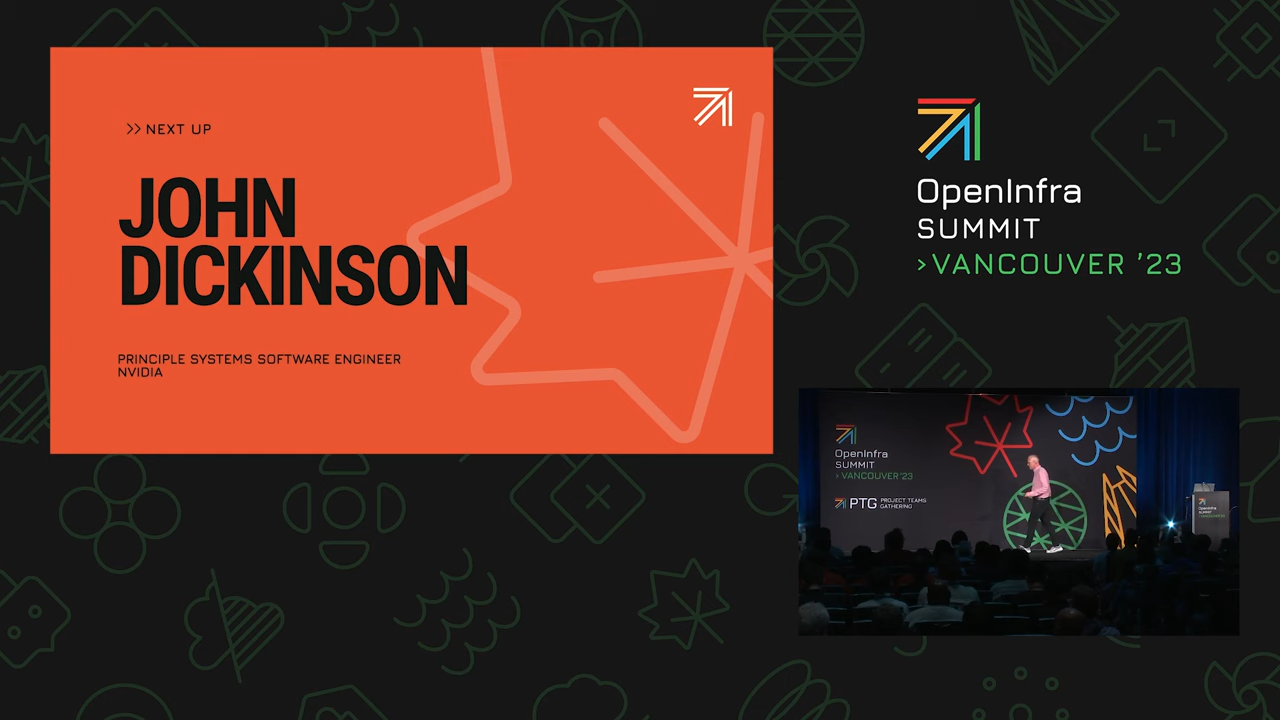 >> NEXT UP
JOHN
DICKINSON
PRINCIPLE SYSTEMS SOFTWARE ENGINEER
NVIDIA
OpenInfra
SUMMIT
>VANCOUVER ’23
OpenInfra
SUMMIT
> VANCOUVER’23
PTG PROJECT TEAMS
GATHERING